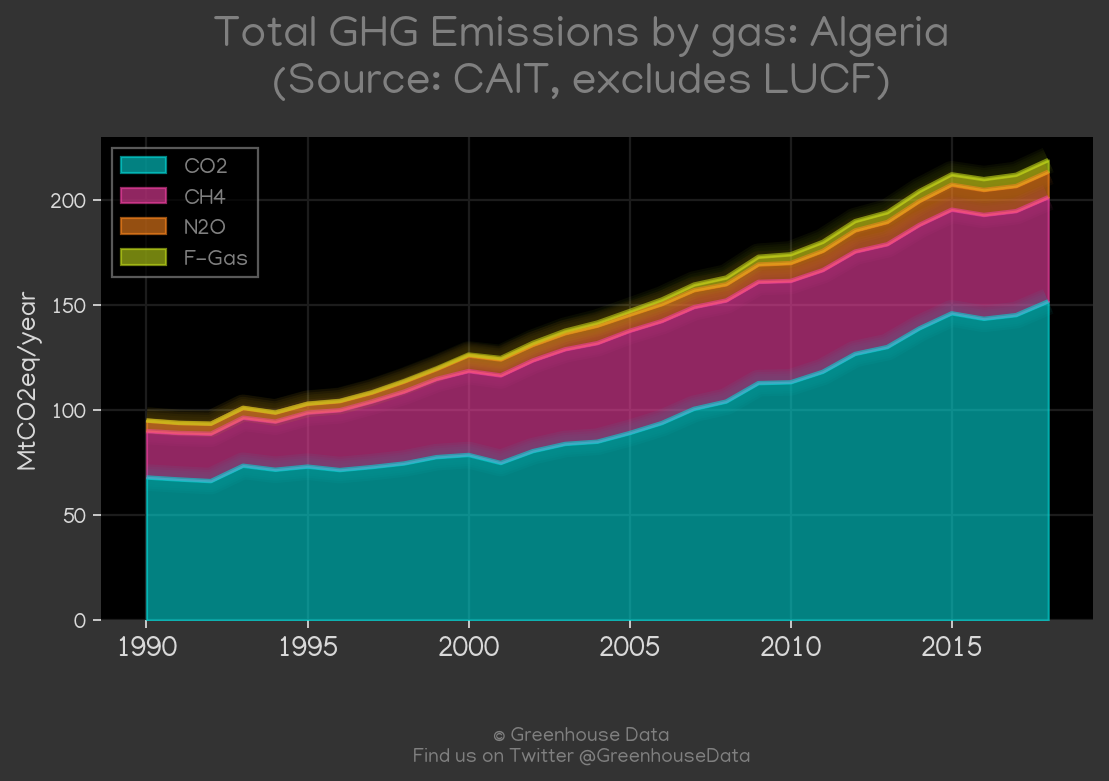 Total GHG Emissions by gas: Algeria
(Source: CAIT, excludes LUCF)
CO2
CH4
N2O
F-Gas
MtCO2eq/year
200
150
100
50
0
1990 1995 2000 2005 2010 2015
© Greenhouse Data
Find us on Twitter @GreenhouseData